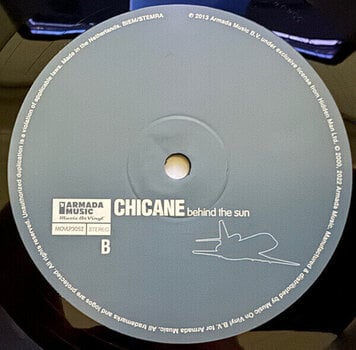 ℗ 2013 Armada Music B.V. under exclusive license from Hidden Man Ltd. © 2000, 2022 Armada Music. Manufactured & distributed by Music On Vinyl B.V. for Armada Music. All trademarks and logos are protected. All rights reserved. Unauthorized duplication is a violation of applicable laws. Made in the Netherlands. BIEM/STEMRA
ARMADA MUSIC
Music On Vinyl
MOVLP3052 STEREO
CHICANE behind the sun
B